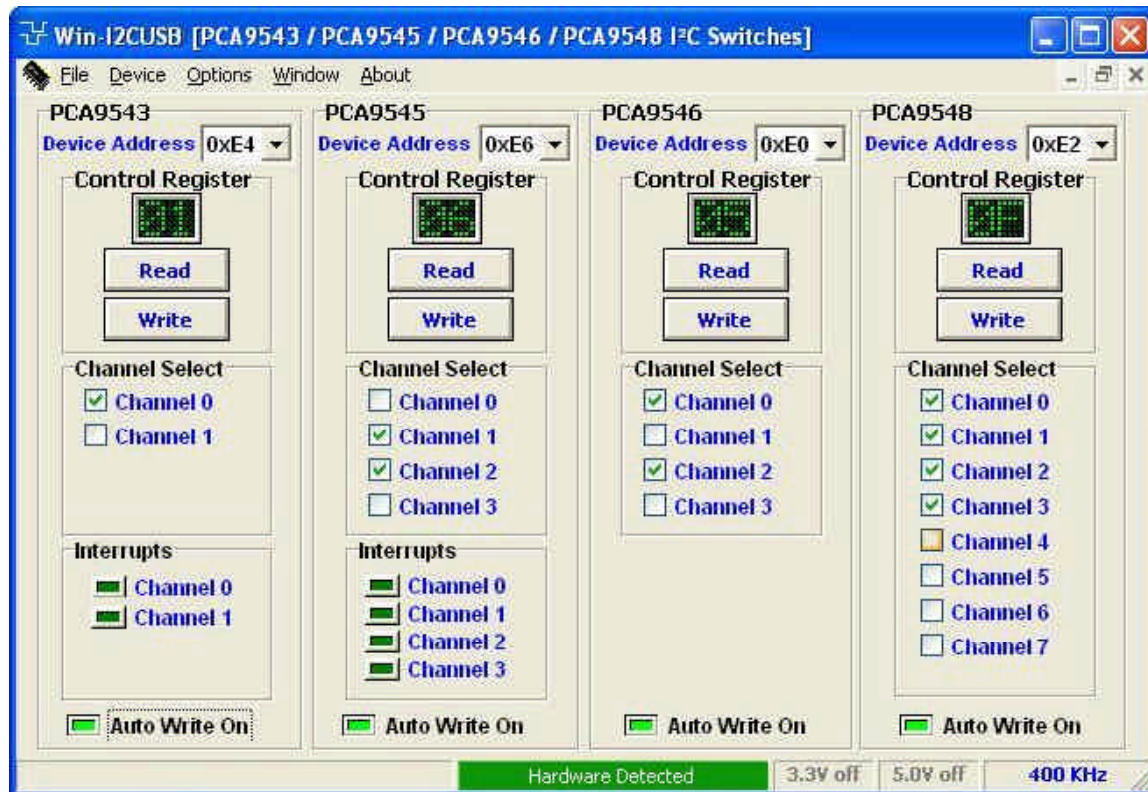 Win-I2CUSB [PCA9543 / PCA9545 / PCA9546 / PCA9548 I²C Switches]
File Device Options Window About
PCA9543
Device Address 0xE4
Control Register
Read
Write
Channel Select
Channel 0
Channel 1
Interrupts
Channel 0
Channel 1
Auto Write On
PCA9545
Device Address 0xE6
Control Register
Read
Write
Channel Select
Channel 0
Channel 1
Channel 2
Channel 3
Interrupts
Channel 0
Channel 1
Channel 2
Channel 3
Auto Write On
PCA9546
Device Address 0xE0
Control Register
Read
Write
Channel Select
Channel 0
Channel 1
Channel 2
Channel 3
Auto Write On
PCA9548
Device Address 0xE2
Control Register
Read
Write
Channel Select
Channel 0
Channel 1
Channel 2
Channel 3
Channel 4
Channel 5
Channel 6
Channel 7
Auto Write On
Hardware Detected 3.3V off 5.0V off 400 KHz